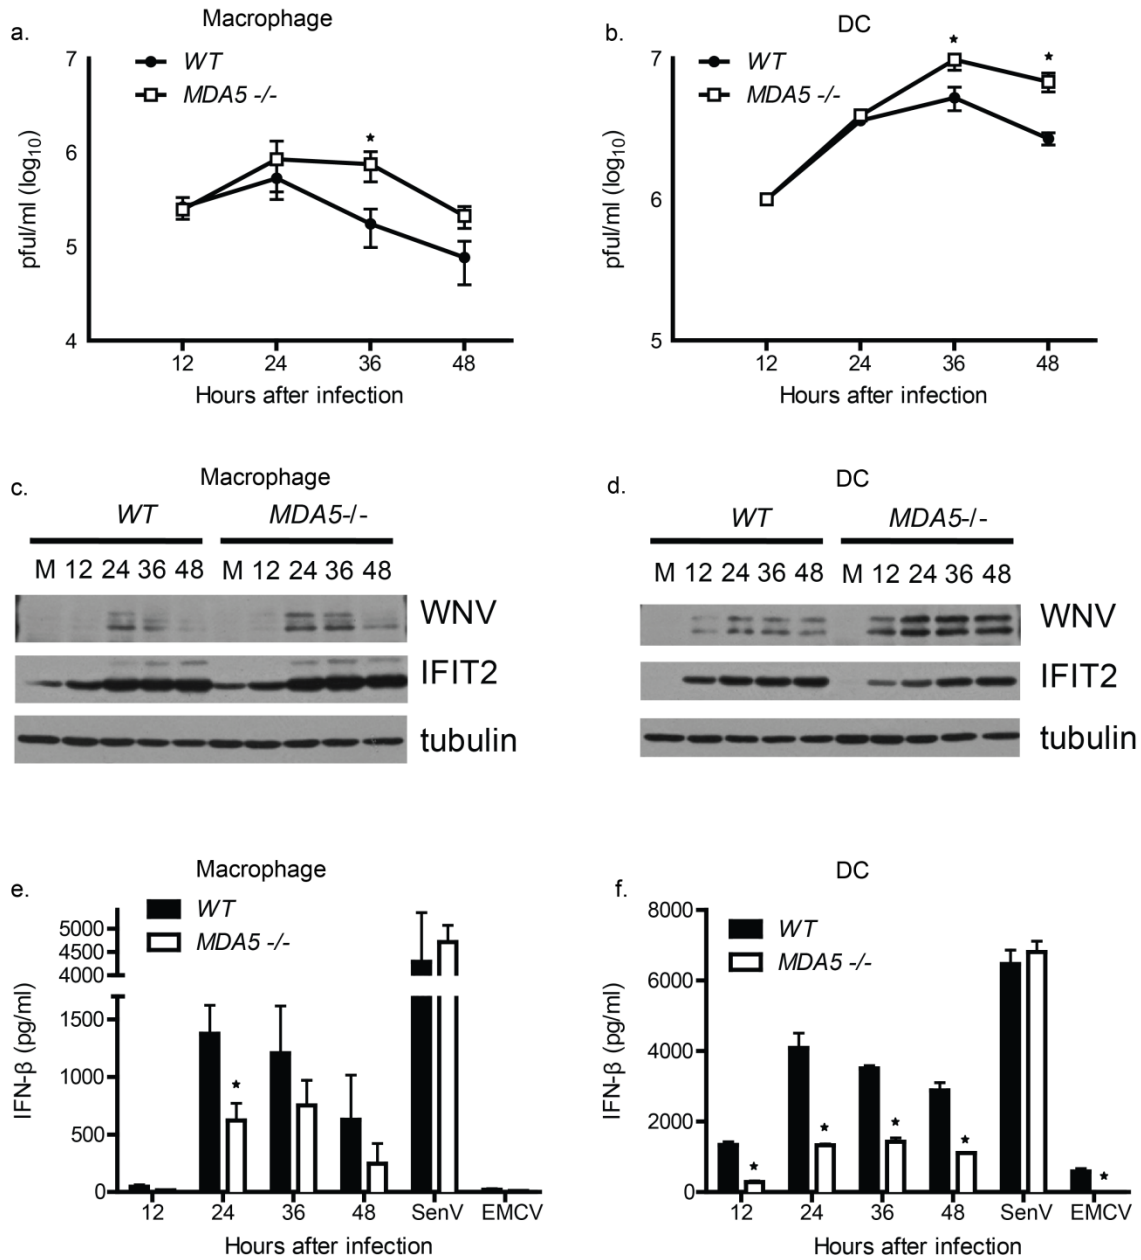 a.
Macrophage
WT
MDA5 -/-
7
6
5
4
pful/ml (log10)
12 24 36 48
Hours after infection
b.
DC
WT
MDA5 -/-
7
6
5
pful/ml (log10)
12 24 36 48
Hours after infection
c.
Macrophage
WT MDA5-/-
M 12 24 36 48 M 12 24 36 48
WNV
IFIT2
tubulin
d.
DC
WT MDA5-/-
M 12 24 36 48 M 12 24 36 48
WNV
IFIT2
tubulin
e.
Macrophage
WT
MDA5 -/-
5000
4500
4000
1500
1000
500
0
IFN-β (pg/ml)
12 24 36 48 SenV EMCV
Hours after infection
f.
DC
WT
MDA5 -/-
8000
6000
4000
2000
0
IFN-β (pg/ml)
12 24 36 48 SenV EMCV
Hours after infection